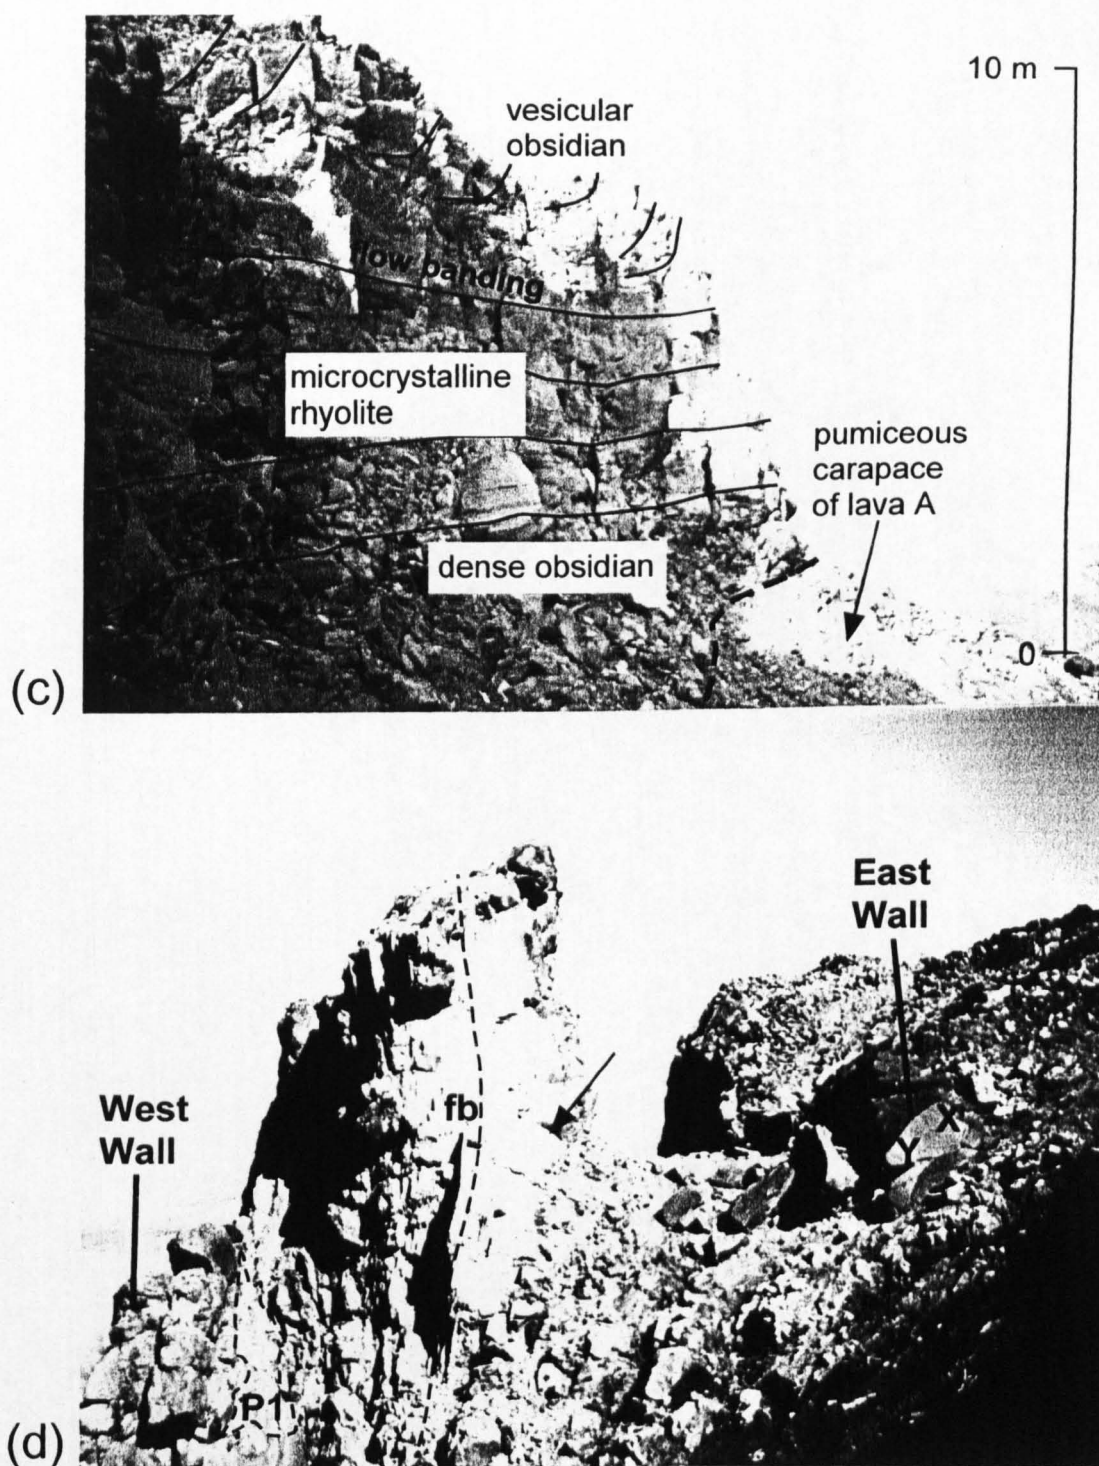 10 m
vesicular
obsidian
flow banding
microcrystalline
rhyolite
pumiceous
carapace
of lava A
dense obsidian
0
(c)
East
Wall
West
Wall
fb
X
Y
P1
(d)